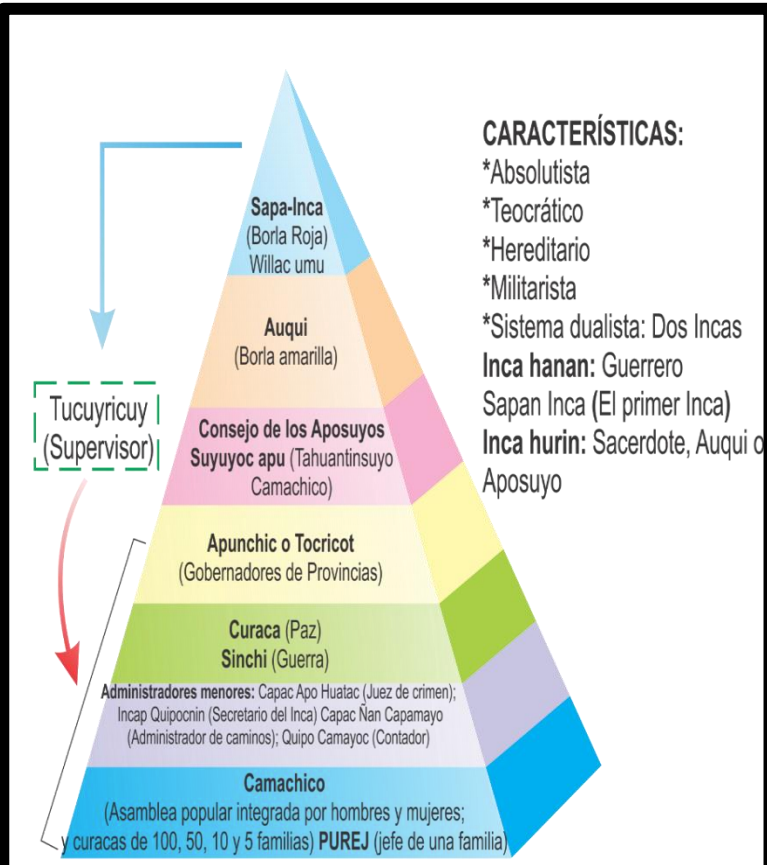 Sapa-Inca
(Borla Roja)
Willac umu
Auqui
(Borla amarilla)
Consejo de los Aposuyos
Suyuyoc apu (Tahuantinsuyo
Camachico)
Apunchic o Tocricot
(Gobernadores de Provincias)
Curaca (Paz)
Sinchi (Guerra)
Administradores menores: Capac Apo Huatac (Juez de crimen);
Incap Quipocnin (Secretario del Inca) Capac Ñan Capamayo
(Administrador de caminos); Quipo Camayoc (Contador)
Camachico
(Asamblea popular integrada por hombres y mujeres;
y curacas de 100, 50, 10 y 5 familias) PUREJ (jefe de una familia)
Tucuyricuy
(Supervisor)
CARACTERÍSTICAS:
*Absolutista
*Teocrático
*Hereditario
*Militarista
*Sistema dualista: Dos Incas
Inca hanan: Guerrero
Sapan Inca (El primer Inca)
Inca hurin: Sacerdote, Auqui o
Aposuyo